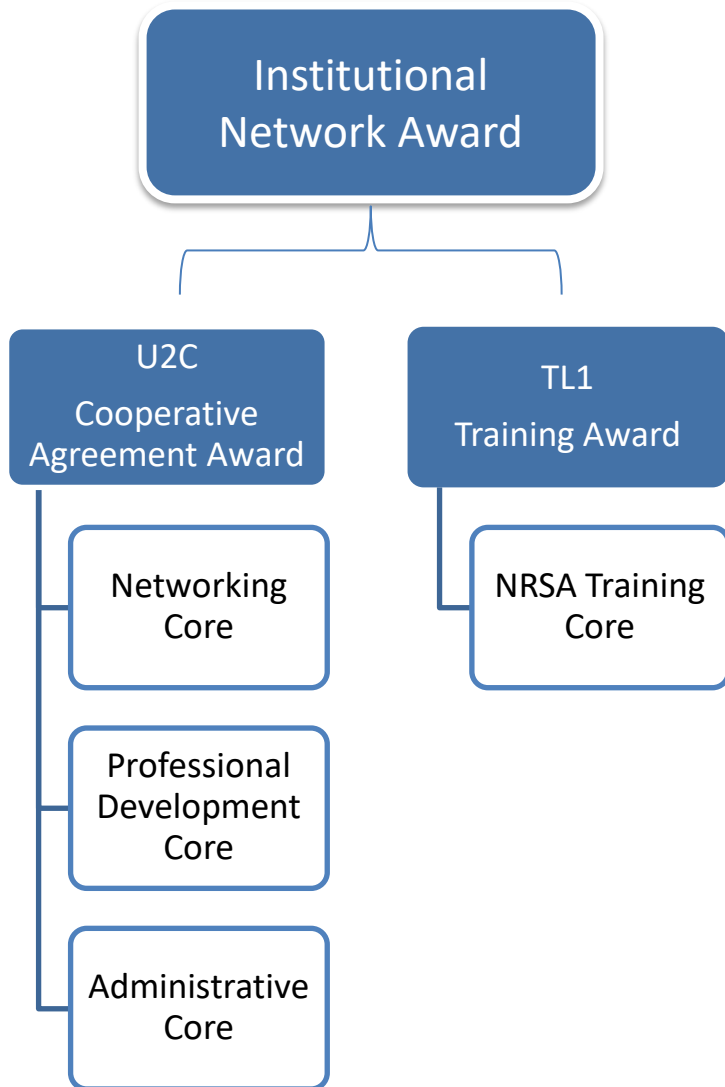 Institutional
Network Award
U2C
Cooperative
Agreement Award
TL1
Training Award
Networking
Core
NRSA Training
Core
Professional
Development
Core
Administrative
Core